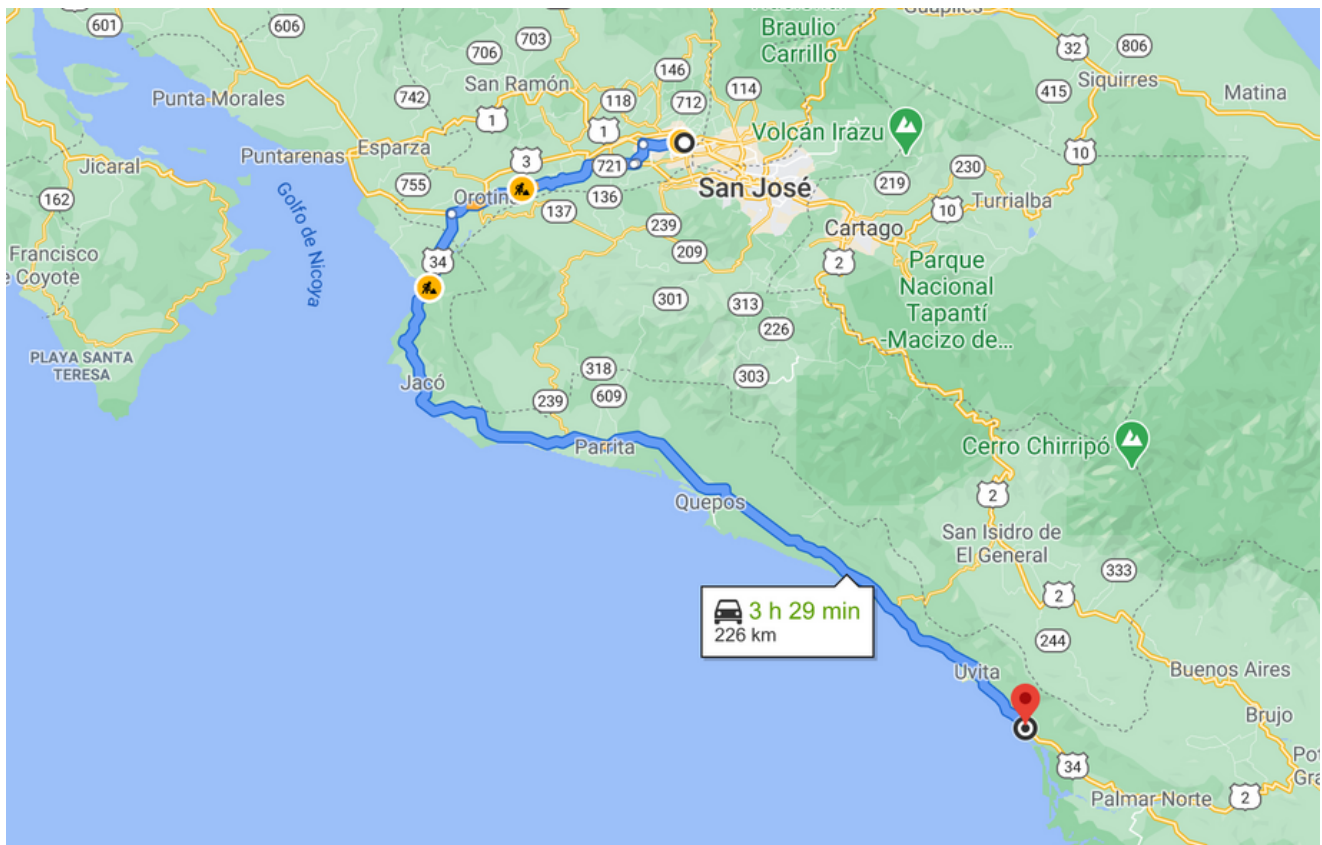 Braulio
Carrillo
601
606
703
706
32
806
146
Siquirres
San Ramón
742
118
114
415
Matina
Punta Morales
712
1
1
Volcán Irazu
Esparza
10
Puntarenas
3
Jicaral
721
230
755
San José
219
162
Orotina
136
137
10
Turrialba
Golfo de Nicoya
239
Cartago
209
2
Francisco
e Coyote
34
Parque
Nacional
Tapantí
-Macizo de...
301
313
226
PLAYA SANTA
TERESA
318
303
Jacó
609
239
Parrita
Cerro Chirripó
2
Quepos
San Isidro de
El General
333
2
3 h 29 min
226 km
244
Uvita
Buenos Aires
Brujo
Pot
Gra
34
Palmar Norte
2